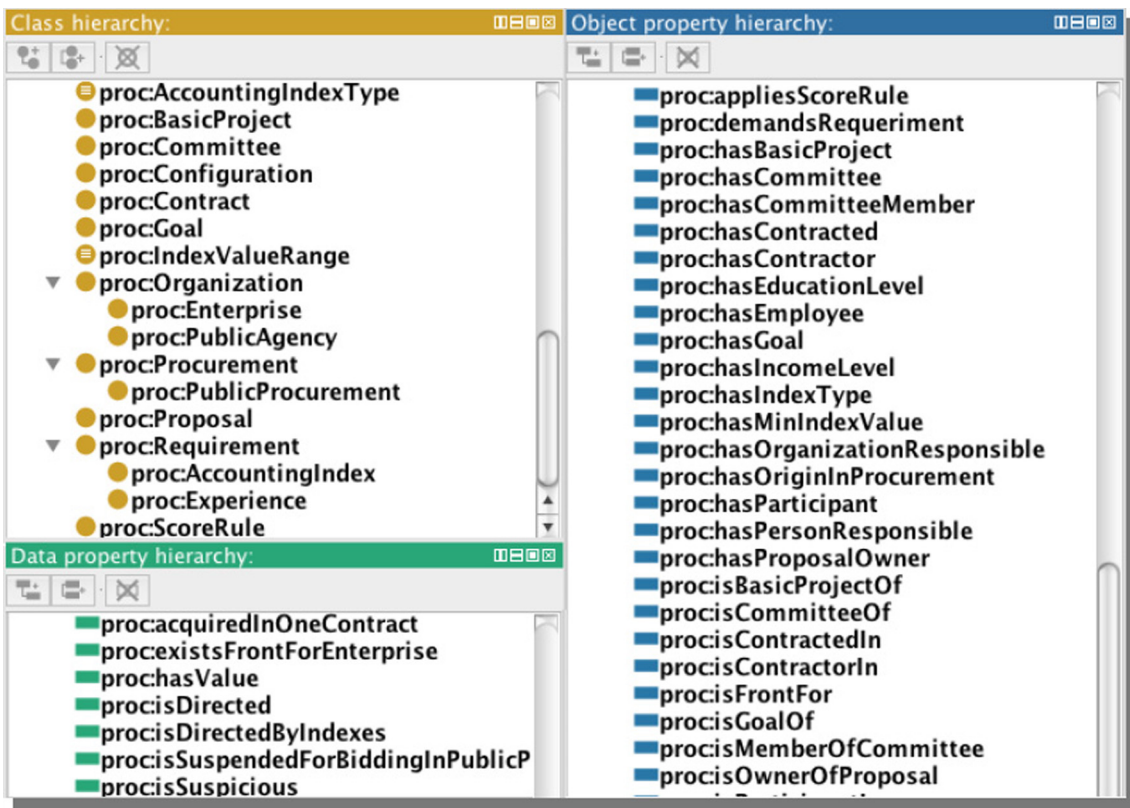 Class hierarchy:
proc:AccountingIndexType
proc:BasicProject
proc:Committee
proc:Configuration
proc:Contract
proc:Goal
proc:IndexValueRange
proc:Organization
proc:Enterprise
proc:PublicAgency
proc:Procurement
proc:PublicProcurement
proc:Proposal
proc:Requirement
proc:AccountingIndex
proc:Experience
proc:ScoreRule
Data property hierarchy:
proc:acquiredInOneContract
proc:existsFrontForEnterprise
proc:hasValue
proc:isDirected
proc:isDirectedByIndexes
proc:isSuspendedForBiddingInPublicP
proc:isSuspicious
Object property hierarchy:
proc:appliesScoreRule
proc:demandsRequeriment
proc:hasBasicProject
proc:hasCommittee
proc:hasCommitteeMember
proc:hasContracted
proc:hasContractor
proc:hasEducationLevel
proc:hasEmployee
proc:hasGoal
proc:hasIncomeLevel
proc:hasIndexType
proc:hasMinIndexValue
proc:hasOrganizationResponsible
proc:hasOriginInProcurement
proc:hasParticipant
proc:hasPersonResponsible
proc:hasProposalOwner
proc:isBasicProjectOf
proc:isCommitteeOf
proc:isContractedIn
proc:isContractorIn
proc:isFrontFor
proc:isGoalOf
proc:isMemberOfCommittee
proc:isOwnerOfProposal